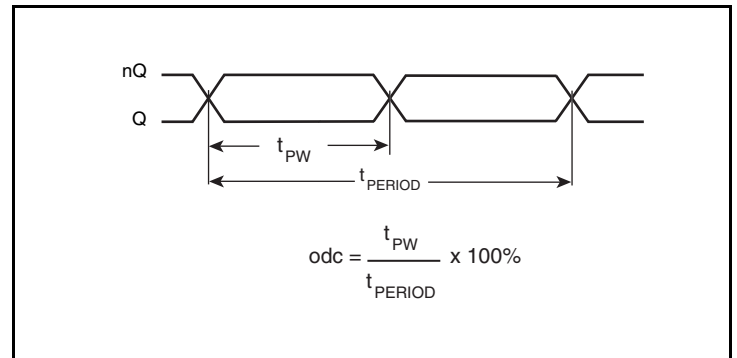 nQ
Q
tPW
tPERIOD
tPW
odc = x 100%
tPERIOD